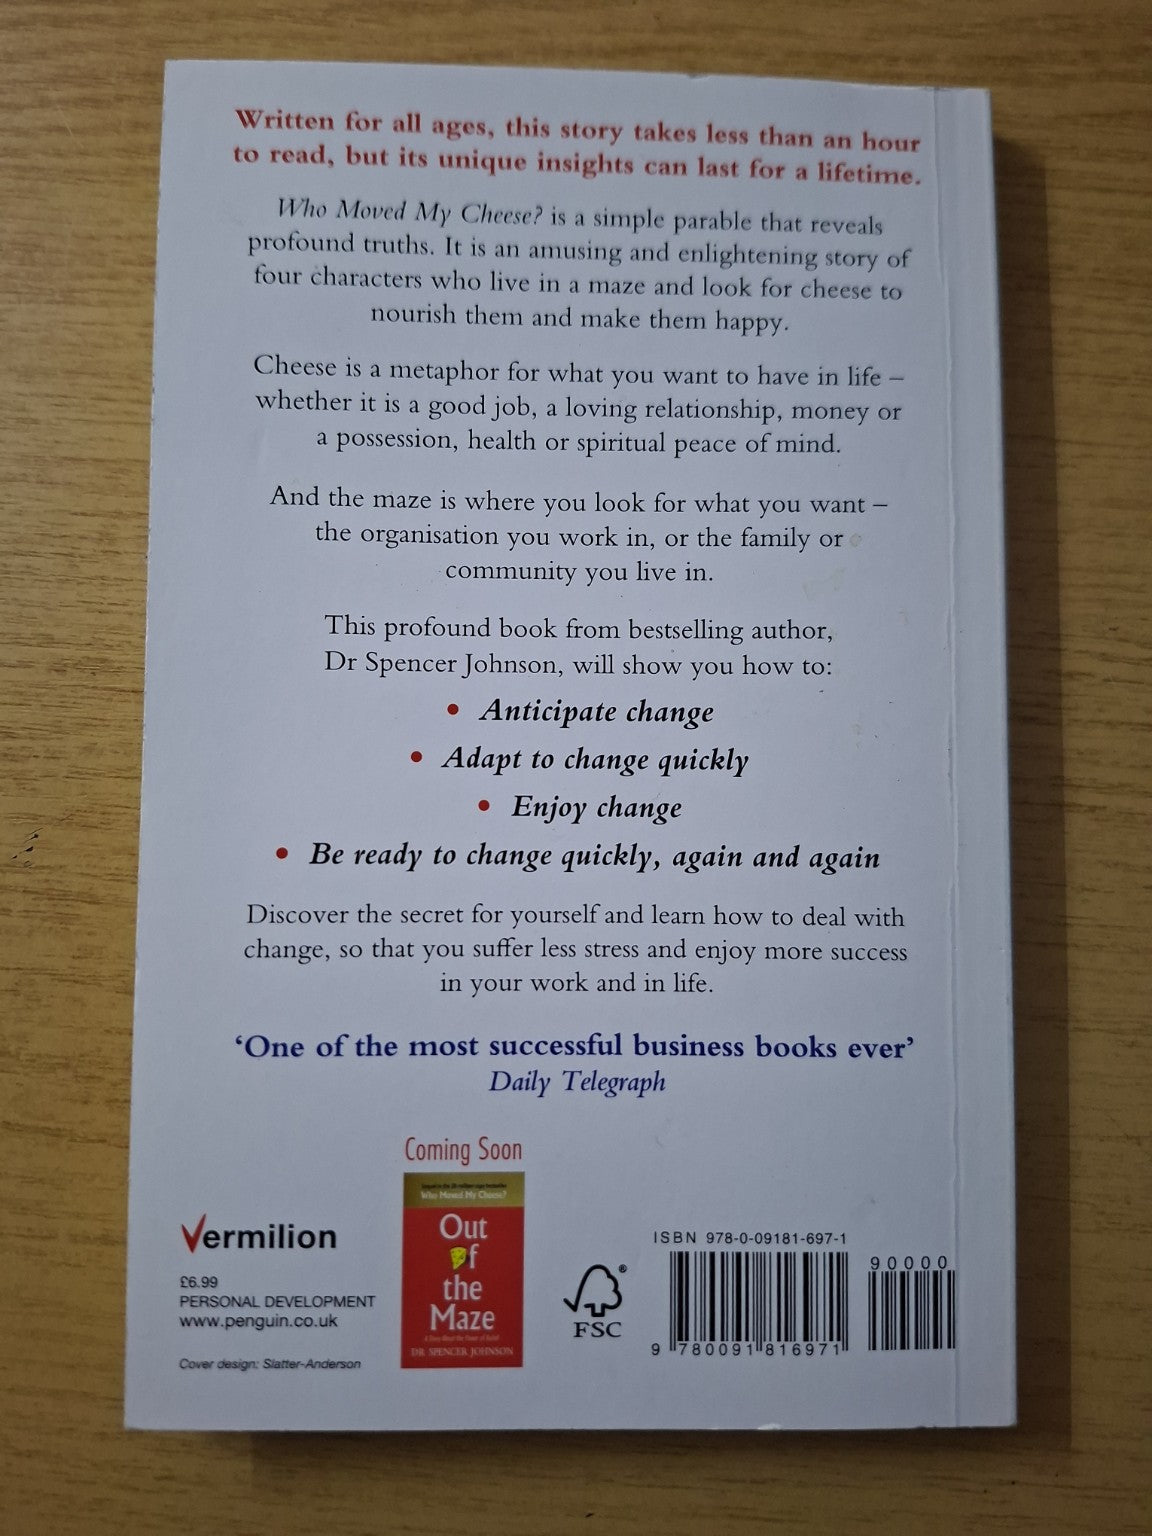 Written for all ages, this story takes less than an hour
to read, but its unique insights can last for a lifetime.
Who Moved My Cheese? is a simple parable that reveals
profound truths. It is an amusing and enlightening story of
four characters who live in a maze and look for cheese to
nourish them and make them happy.
Cheese is a metaphor for what you want to have in life –
whether it is a good job, a loving relationship, money or
a possession, health or spiritual peace of mind.
And the maze is where you look for what you want –
the organisation you work in, or the family or
community you live in.
This profound book from bestselling author,
Dr Spencer Johnson, will show you how to:
• Anticipate change
• Adapt to change quickly
• Enjoy change
• Be ready to change quickly, again and again
Discover the secret for yourself and learn how to deal with
change, so that you suffer less stress and enjoy more success
in your work and in life.
‘One of the most successful business books ever’
Daily Telegraph
Coming Soon
Who Moved My Cheese?
Out
of
the
Maze
DR SPENCER JOHNSON
Vermilion
£6.99
PERSONAL DEVELOPMENT
www.penguin.co.uk
Cover design: Slatter-Anderson
®
FSC
ISBN 978-0-09181-697-1
90000
9 780091 816971